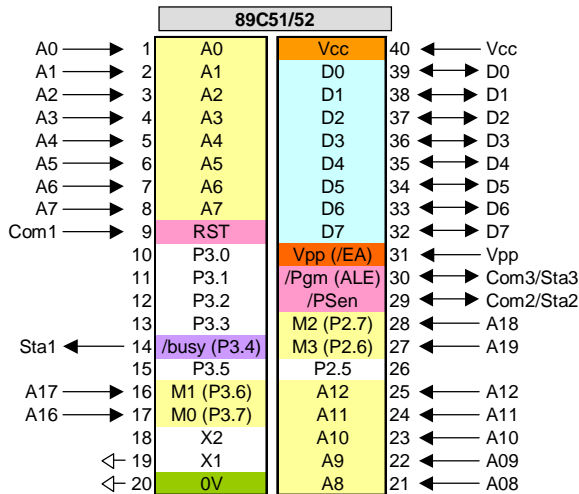 89C51/52
A0 1 A0 Vcc 40 Vcc
A1 2 A1 D0 39 D0
A2 3 A2 D1 38 D1
A3 4 A3 D2 37 D2
A4 5 A4 D3 36 D3
A5 6 A5 D4 35 D4
A6 7 A6 D5 34 D5
A7 8 A7 D6 33 D6
Com1 9 RST D7 32 D7
10 P3.0 Vpp (/EA) 31 Vpp
11 P3.1 /Pgm (ALE) 30 Com3/Sta3
12 P3.2 /PSen 29 Com2/Sta2
13 P3.3 M2 (P2.7) 28 A18
Sta1 14 /busy (P3.4) M3 (P2.6) 27 A19
15 P3.5 P2.5 26
A17 16 M1 (P3.6) A12 25 A12
A16 17 M0 (P3.7) A11 24 A11
18 X2 A10 23 A10
19 X1 A9 22 A09
20 0V A8 21 A08